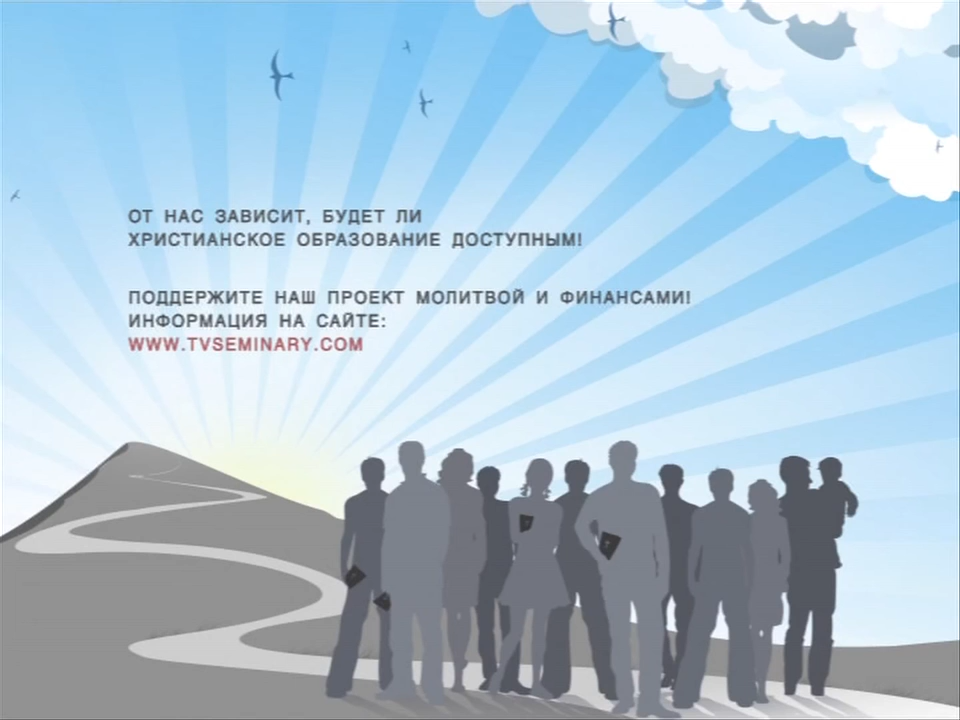 ОТ НАС ЗАВИСИТ, БУДЕТ ЛИ
ХРИСТИАНСКОЕ ОБРАЗОВАНИЕ ДОСТУПНЫМ!
ПОДДЕРЖИТЕ НАШ ПРОЕКТ МОЛИТВОЙ И ФИНАНСАМИ!
ИНФОРМАЦИЯ НА САЙТЕ:
WWW.TVSEMINARY.COM